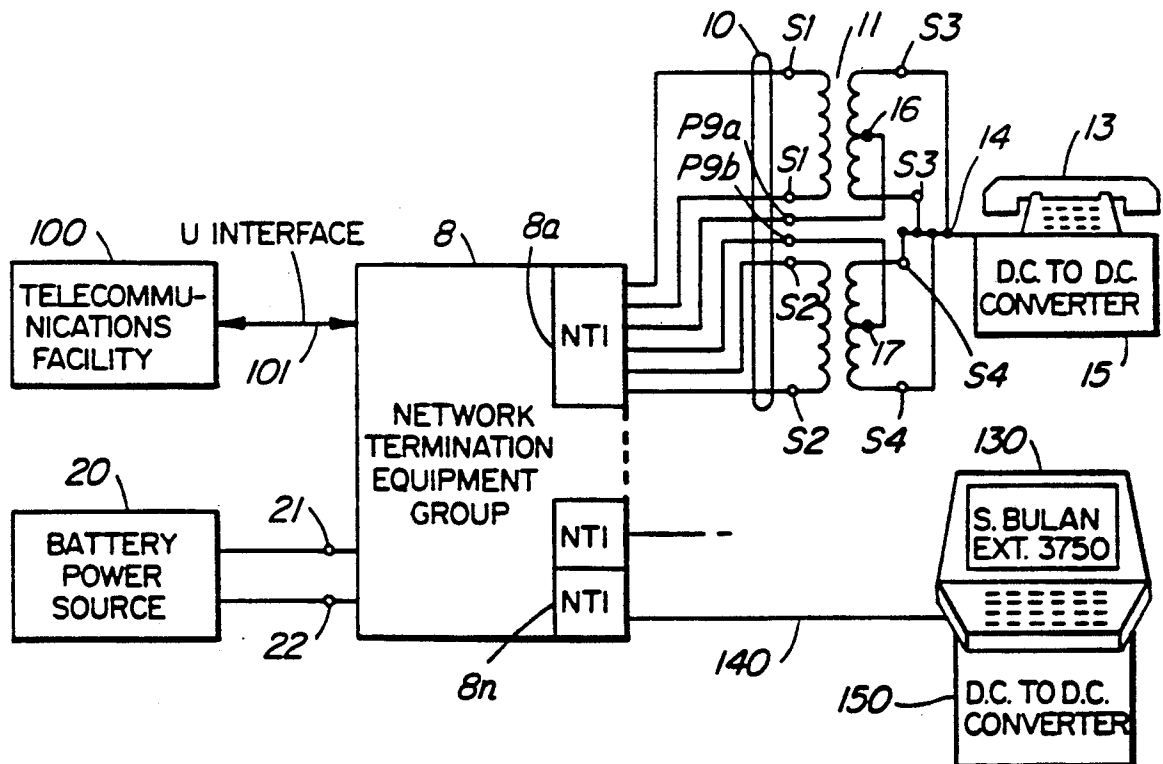 10
S1
11
S3
16
P9a
P9b
S1
S3
14
13
100
U INTERFACE
8
8a
TELECOMMU-
NICATIONS
FACILITY
101
NTI
S2
17
S4
D.C. TO D.C.
CONVERTER
15
NETWORK
TERMINATION
EQUIPMENT
GROUP
S2
S4
130
20
21
BATTERY
POWER
SOURCE
22
NTI
NTI
8n
S. BULAN
EXT. 3750
140
150
D.C. TO D.C.
CONVERTER